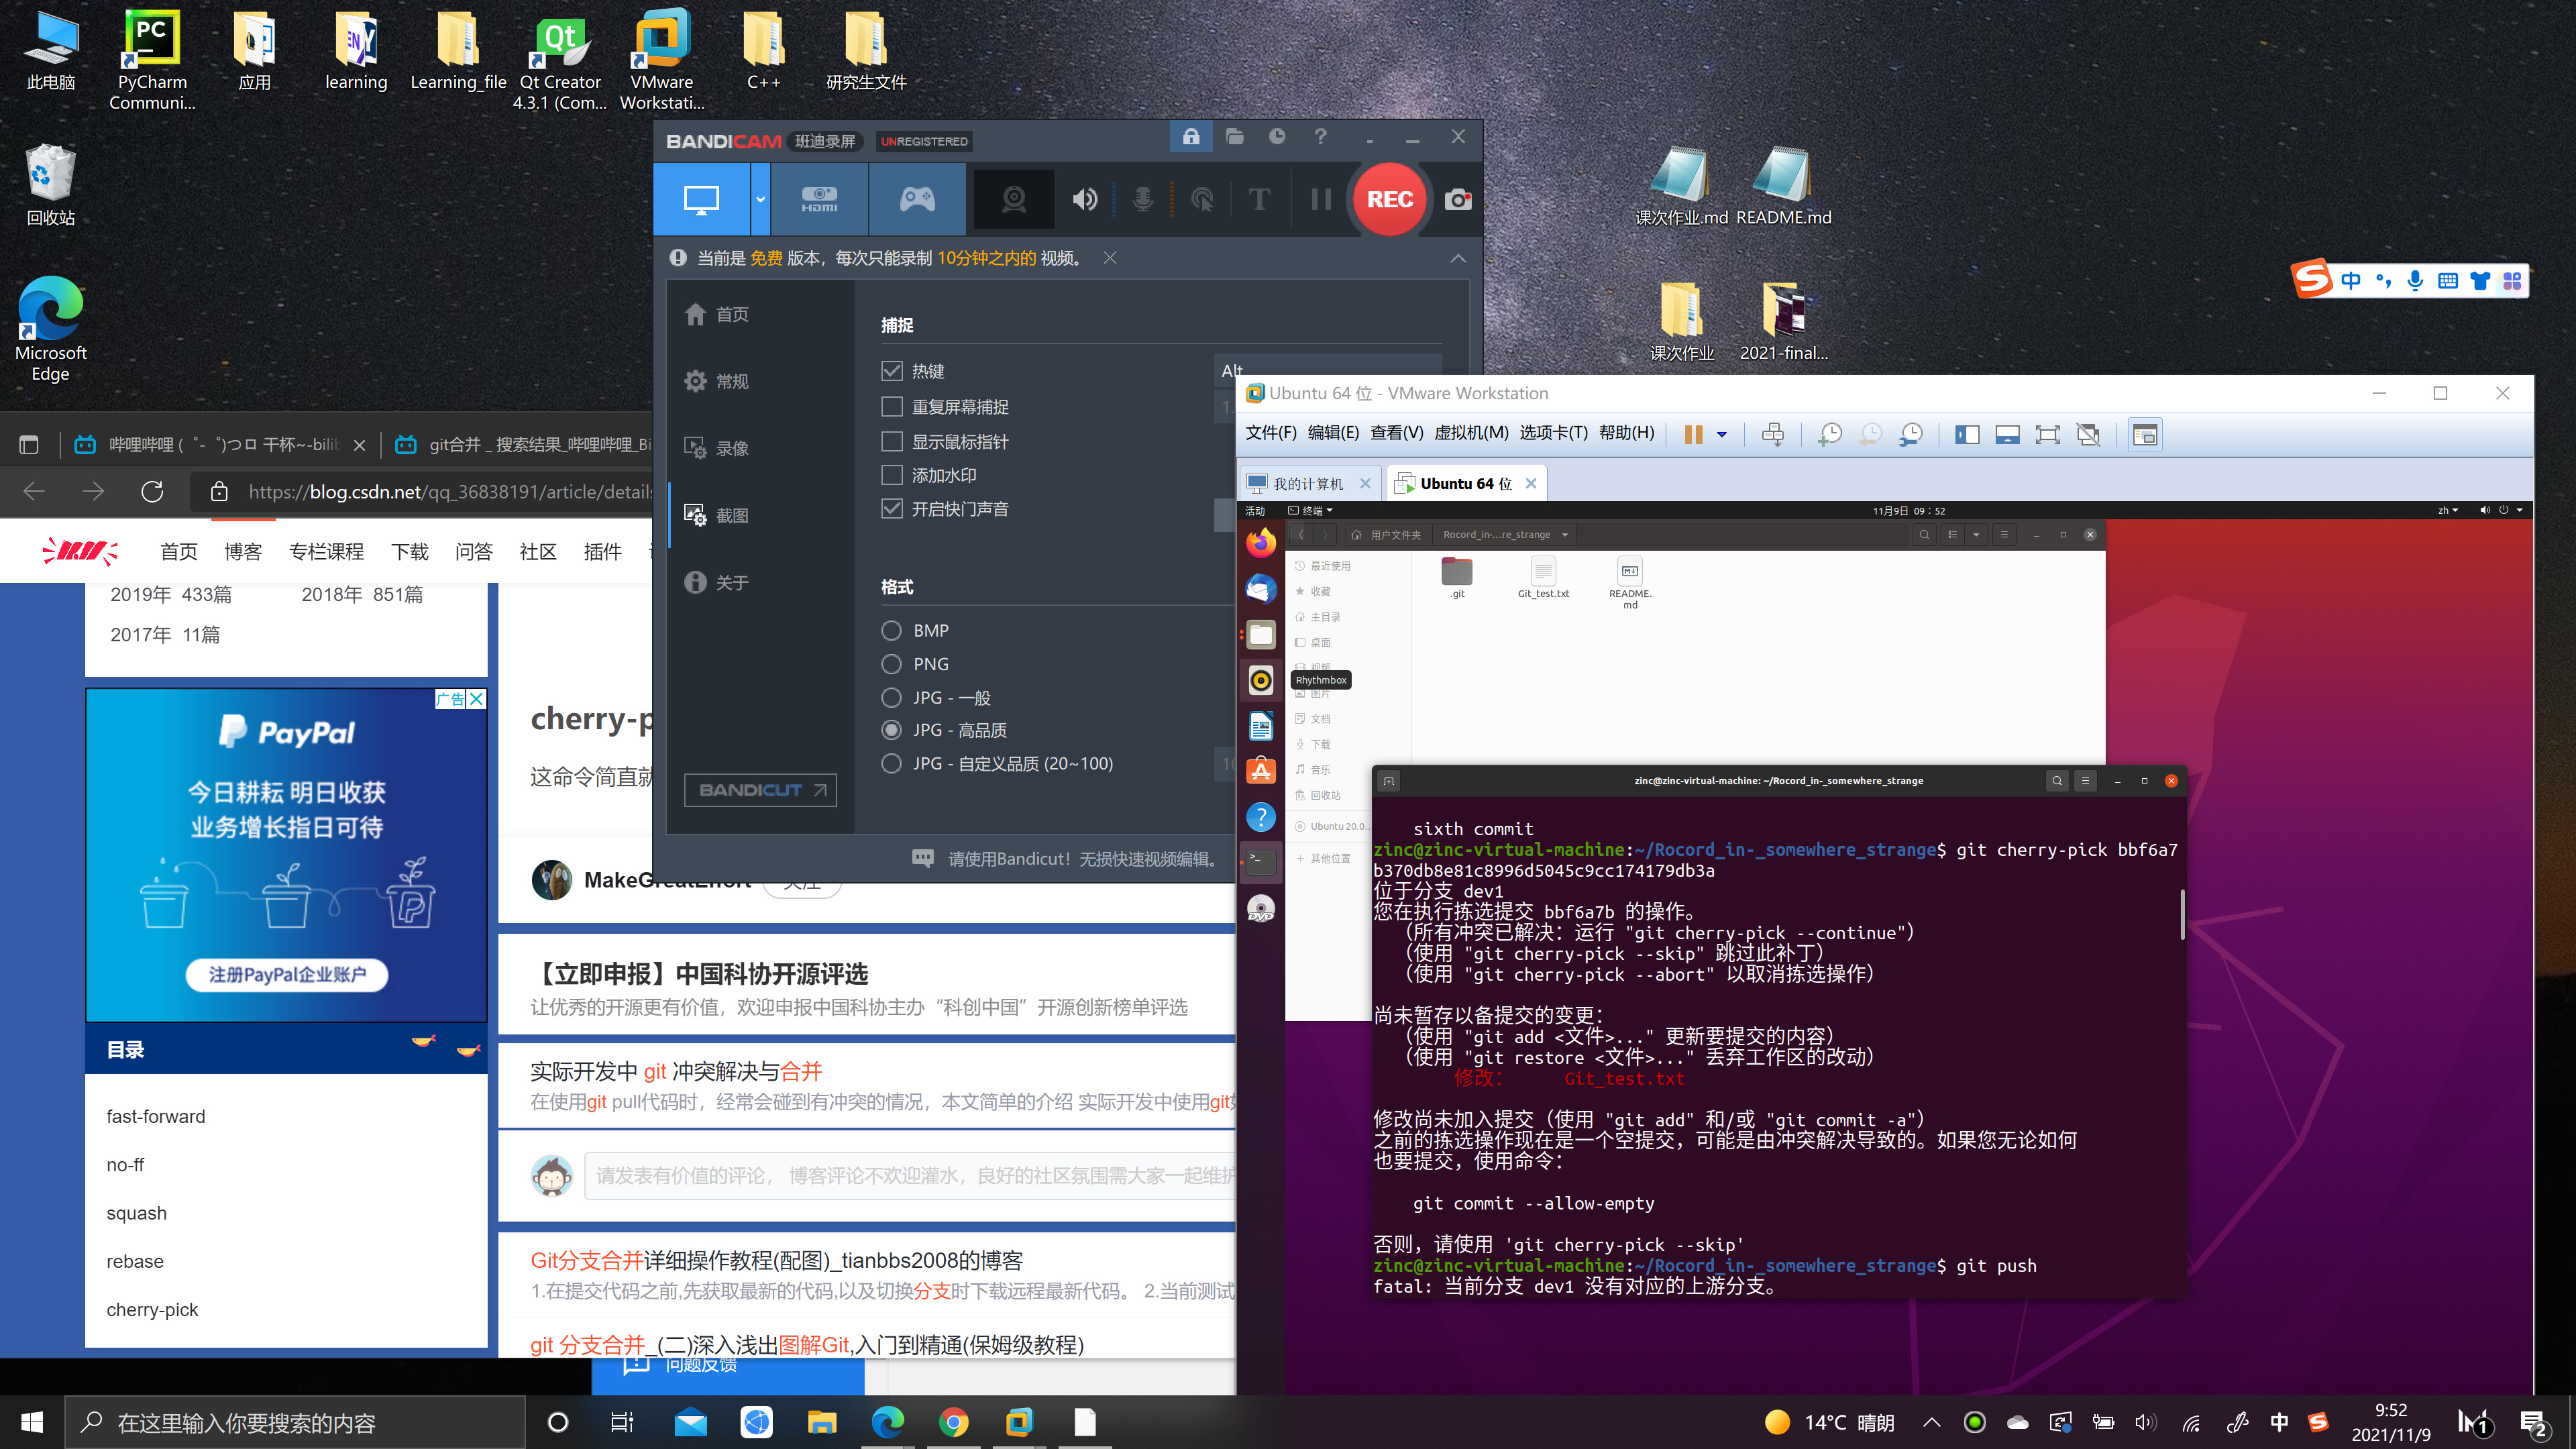 此电脑
PyCharm
Communi...
应用
learning
Learning_file
Qt Creator
4.3.1 (Com...
VMware
Workstati...
C++
研究生文件
回收站
Microsoft
Edge
课次作业.md
README.md
课次作业
2021-final...
中
BANDICAM 班迪录屏 UNREGISTERED
HDMI
REC
当前是 免费 版本，每次只能录制 10分钟之内的 视频。
首页
常规
录像
截图
关于
BANDICUT
捕捉
热键
Alt
重复屏幕捕捉
显示鼠标指针
添加水印
开启快门声音
格式
BMP
PNG
JPG - 一般
JPG - 高品质
JPG - 自定义品质 (20~100)
请使用Bandicut！无损快速视频编辑。
哔哩哔哩 ( ゜- ゜)つロ 干杯~-bilib
git合并 _ 搜索结果_哔哩哔哩_Bi
https://blog.csdn.net/qq_36838191/article/details
首页 博客 专栏课程 下载 问答 社区 插件
2019年 433篇
2018年 851篇
2017年 11篇
广告
PayPal
今日耕耘 明日收获
业务增长指日可待
注册PayPal企业账户
目录
fast-forward
no-ff
squash
rebase
cherry-pick
cherry-p
这命令简直就
MakeGreatEffort
关注
【立即申报】中国科协开源评选
让优秀的开源更有价值，欢迎申报中国科协主办“科创中国”开源创新榜单评选
实际开发中 git 冲突解决与合并
在使用git pull代码时，经常会碰到有冲突的情况，本文简单的介绍 实际开发中使用git
请发表有价值的评论， 博客评论不欢迎灌水，良好的社区氛围需大家一起维护
Git分支合并详细操作教程(配图)_tianbbs2008的博客
1.在提交代码之前,先获取最新的代码,以及切换分支时下载远程最新代码。 2.当前测试
git 分支合并_(二)深入浅出图解Git,入门到精通(保姆级教程)
问题反馈
Ubuntu 64 位 - VMware Workstation
文件(F) 编辑(E) 查看(V) 虚拟机(M) 选项卡(T) 帮助(H)
我的计算机
Ubuntu 64 位
活动
终端
11月9日 09：52
zh
用户文件夹
Rocord_in-...re_strange
最近使用
收藏
主目录
桌面
视频
Rhythmbox
图片
文档
下载
音乐
回收站
Ubuntu 20.0...
其他位置
.git
Git_test.txt
README.
md
DVD
zinc@zinc-virtual-machine: ~/Rocord_in-_somewhere_strange
sixth commit
zinc@zinc-virtual-machine:~/Rocord_in-_somewhere_strange$ git cherry-pick bbf6a7
b370db8e81c8996d5045c9cc174179db3a
位于分支 dev1
您在执行拣选提交 bbf6a7b 的操作。
（所有冲突已解决：运行 "git cherry-pick --continue"）
（使用 "git cherry-pick --skip" 跳过此补丁）
（使用 "git cherry-pick --abort" 以取消拣选操作）
尚未暂存以备提交的变更：
（使用 "git add <文件>..." 更新要提交的内容）
（使用 "git restore <文件>..." 丢弃工作区的改动）
修改： Git_test.txt
修改尚未加入提交（使用 "git add" 和/或 "git commit -a"）
之前的拣选操作现在是一个空提交，可能是由冲突解决导致的。如果您无论如何
也要提交，使用命令：
git commit --allow-empty
否则，请使用 'git cherry-pick --skip'
zinc@zinc-virtual-machine:~/Rocord_in-_somewhere_strange$ git push
fatal: 当前分支 dev1 没有对应的上游分支。
在这里输入你要搜索的内容
14°C 晴朗
中
9:52
2021/11/9
1
2